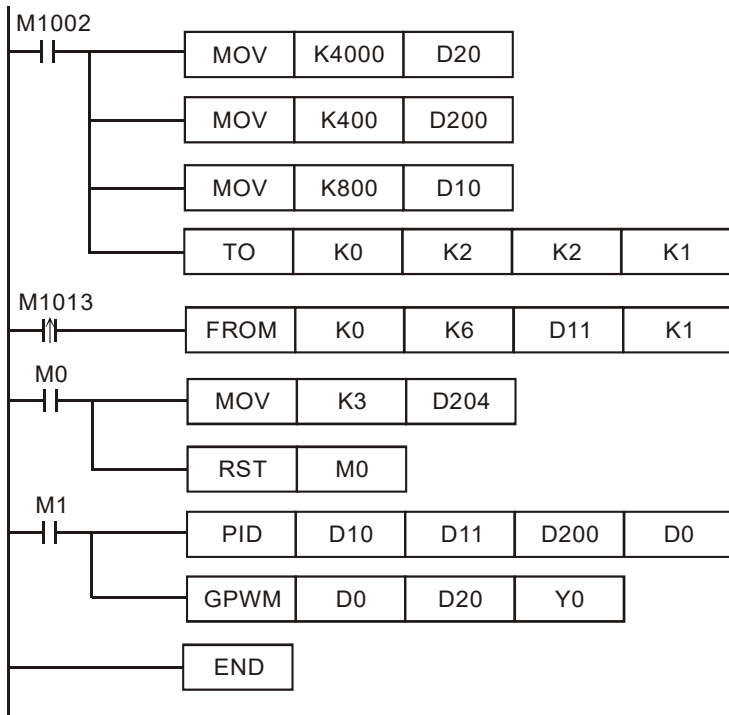 M1002
MOV K4000 D20
MOV K400 D200
MOV K800 D10
TO K0 K2 K2 K1
M1013
FROM K0 K6 D11 K1
M0
MOV K3 D204
RST M0
M1
PID D10 D11 D200 D0
GPWM D0 D20 Y0
END